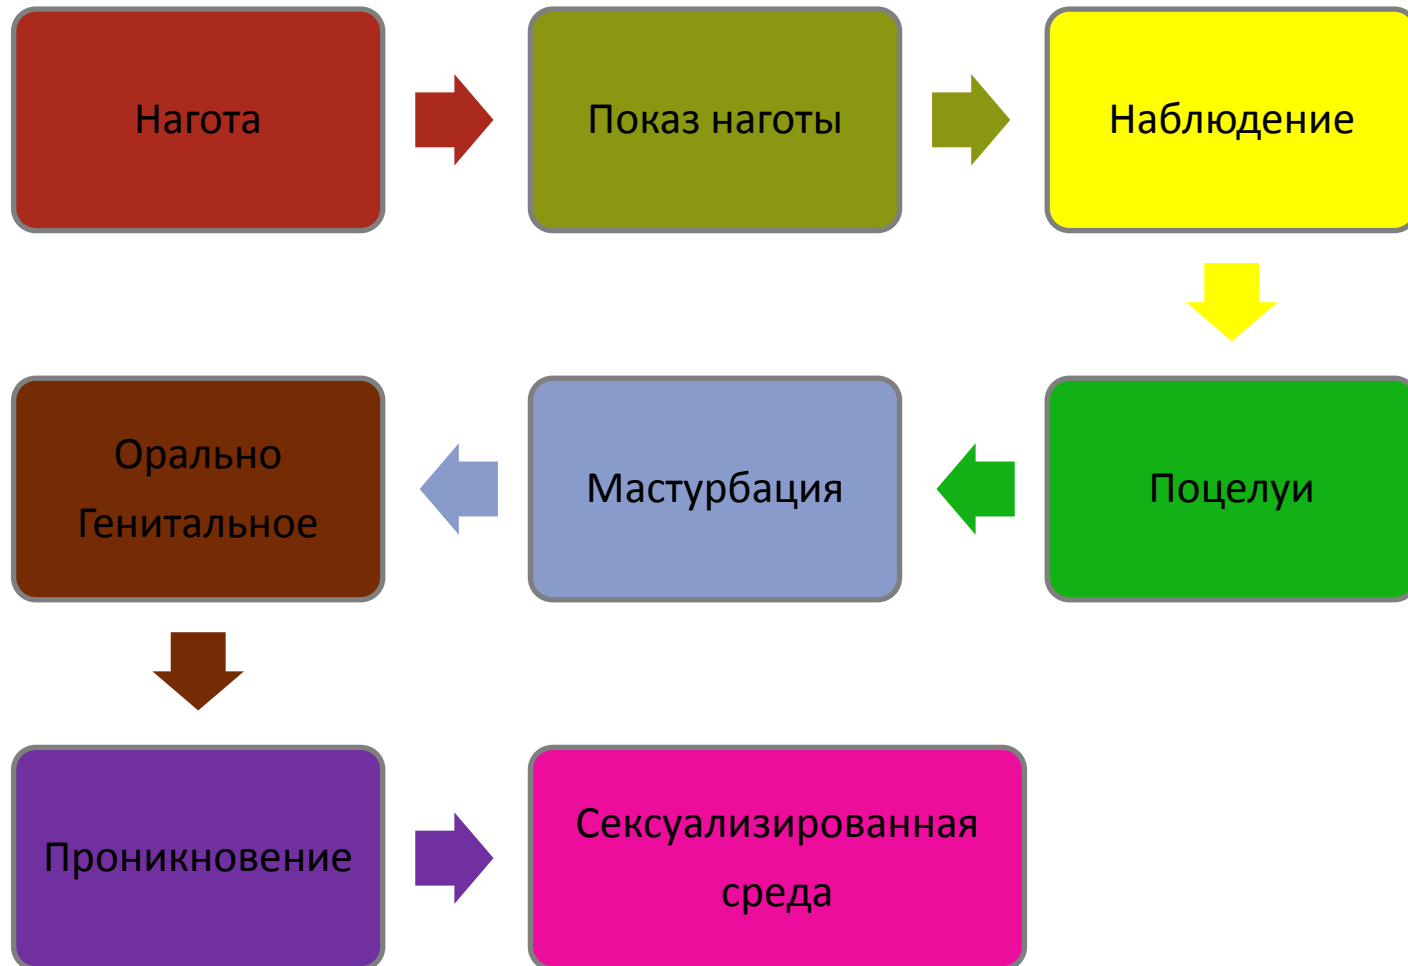 Нагота
Показ наготы
Наблюдение
Поцелуи
Мастурбация
Орально
Генитальное
Проникновение
Сексуализированная
среда